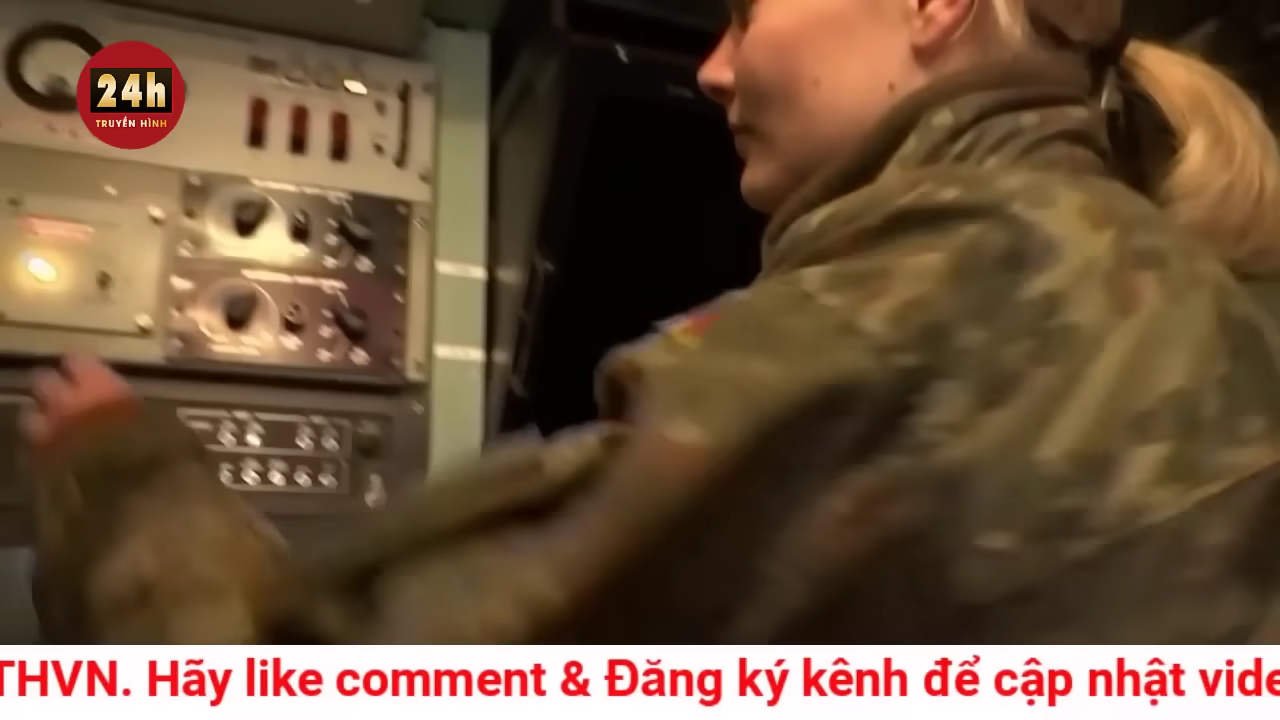 24h
TRUYỀN HÌNH
THVN. Hãy like comment & Đăng ký kênh để cập nhật vide